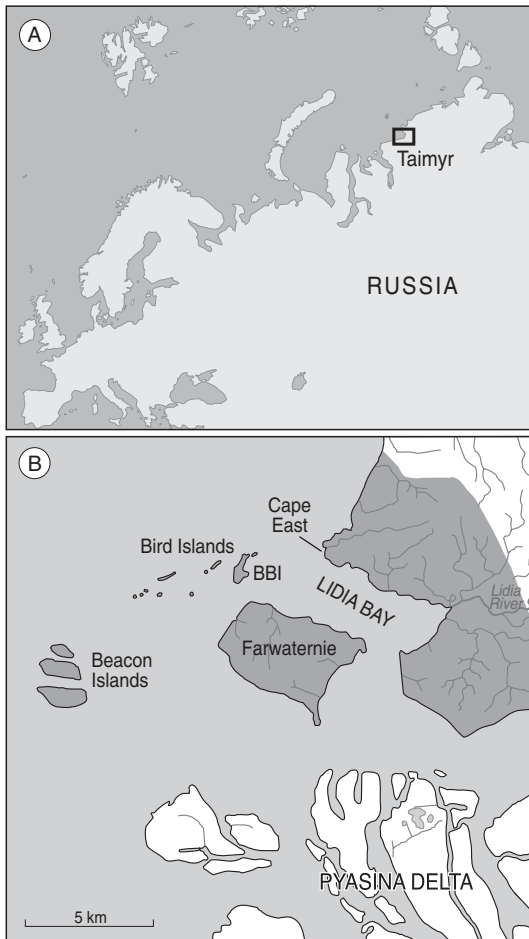 A
Taimyr
RUSSIA
B
Cape
East
Bird Islands
BBI
LIDIA BAY
Lidia
River
Farwaternie
Beacon
Islands
PYASINA DELTA
5 km